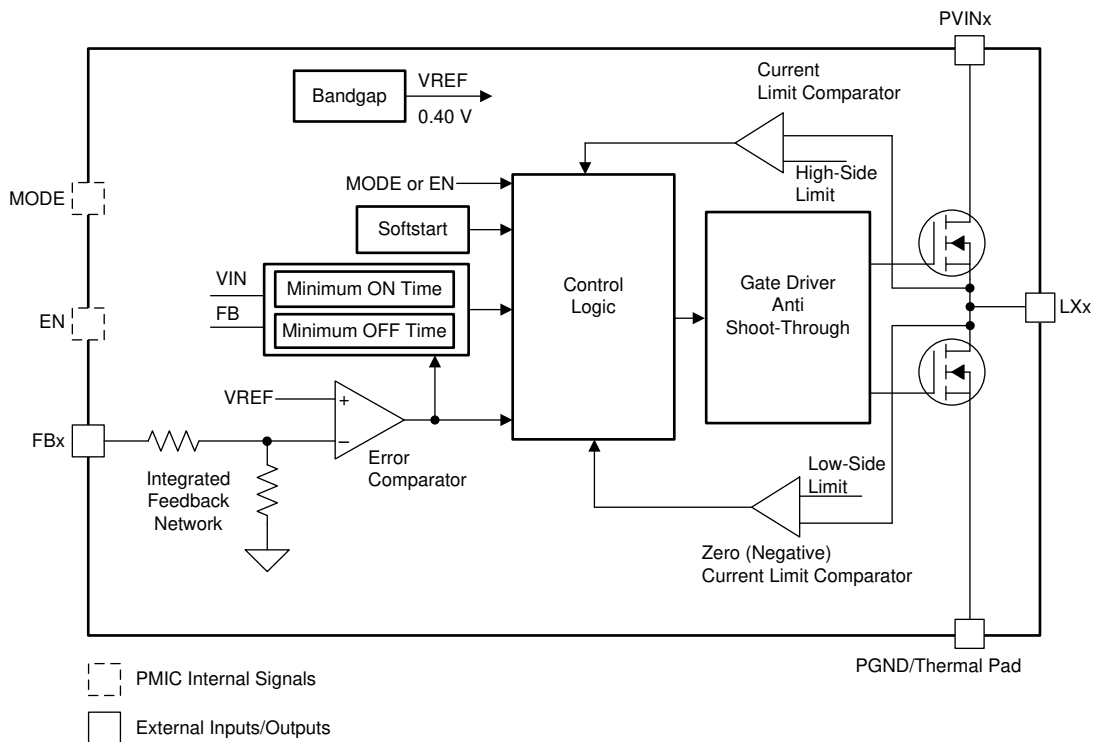 PVINx
Current
Limit Comparator
Bandgap
VREF
0.40 V
MODE
MODE or EN
High-Side
Limit
Softstart
VIN
FB
Minimum ON Time
Minimum OFF Time
Control
Logic
Gate Driver
Anti
Shoot-Through
LXx
EN
VREF
+
−
FBx
Error
Comparator
Integrated
Feedback
Network
Low-Side
Limit
Zero (Negative)
Current Limit Comparator
PGND/Thermal Pad
PMIC Internal Signals
External Inputs/Outputs